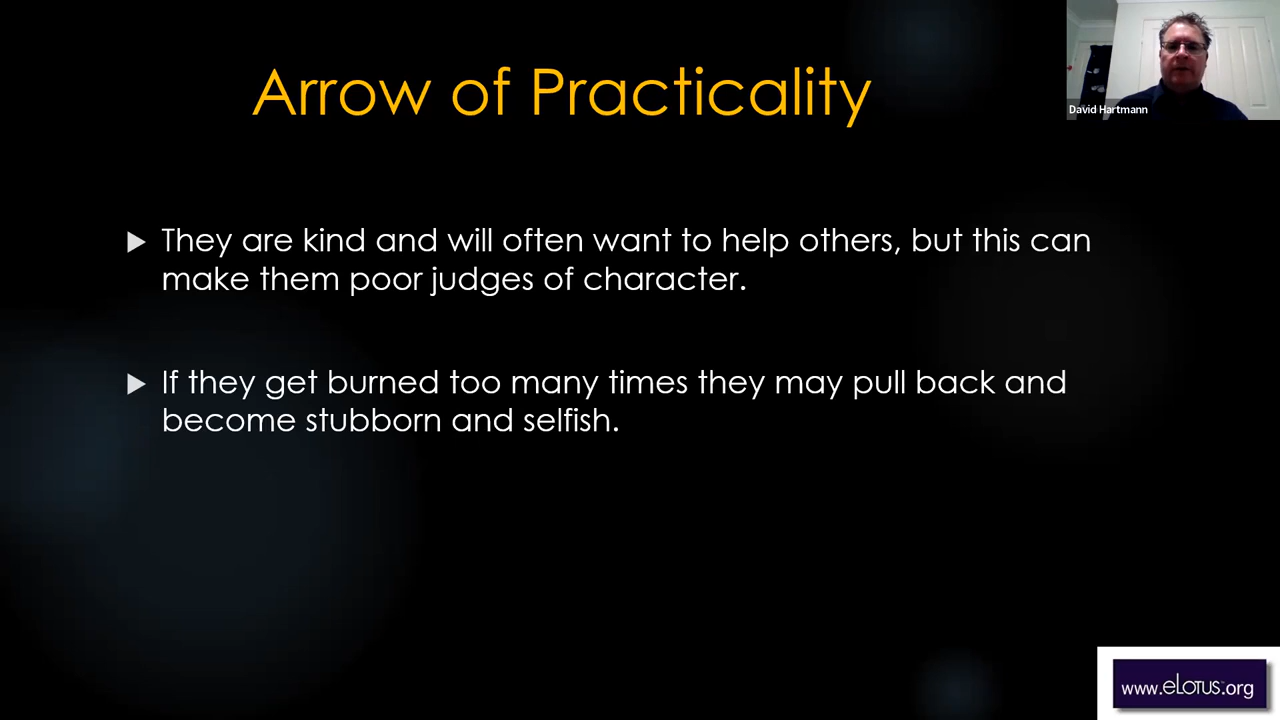 Arrow of Practicality
David Hartmann
They are kind and will often want to help others, but this can
make them poor judges of character.
If they get burned too many times they may pull back and
become stubborn and selfish.
www.eLotus.org